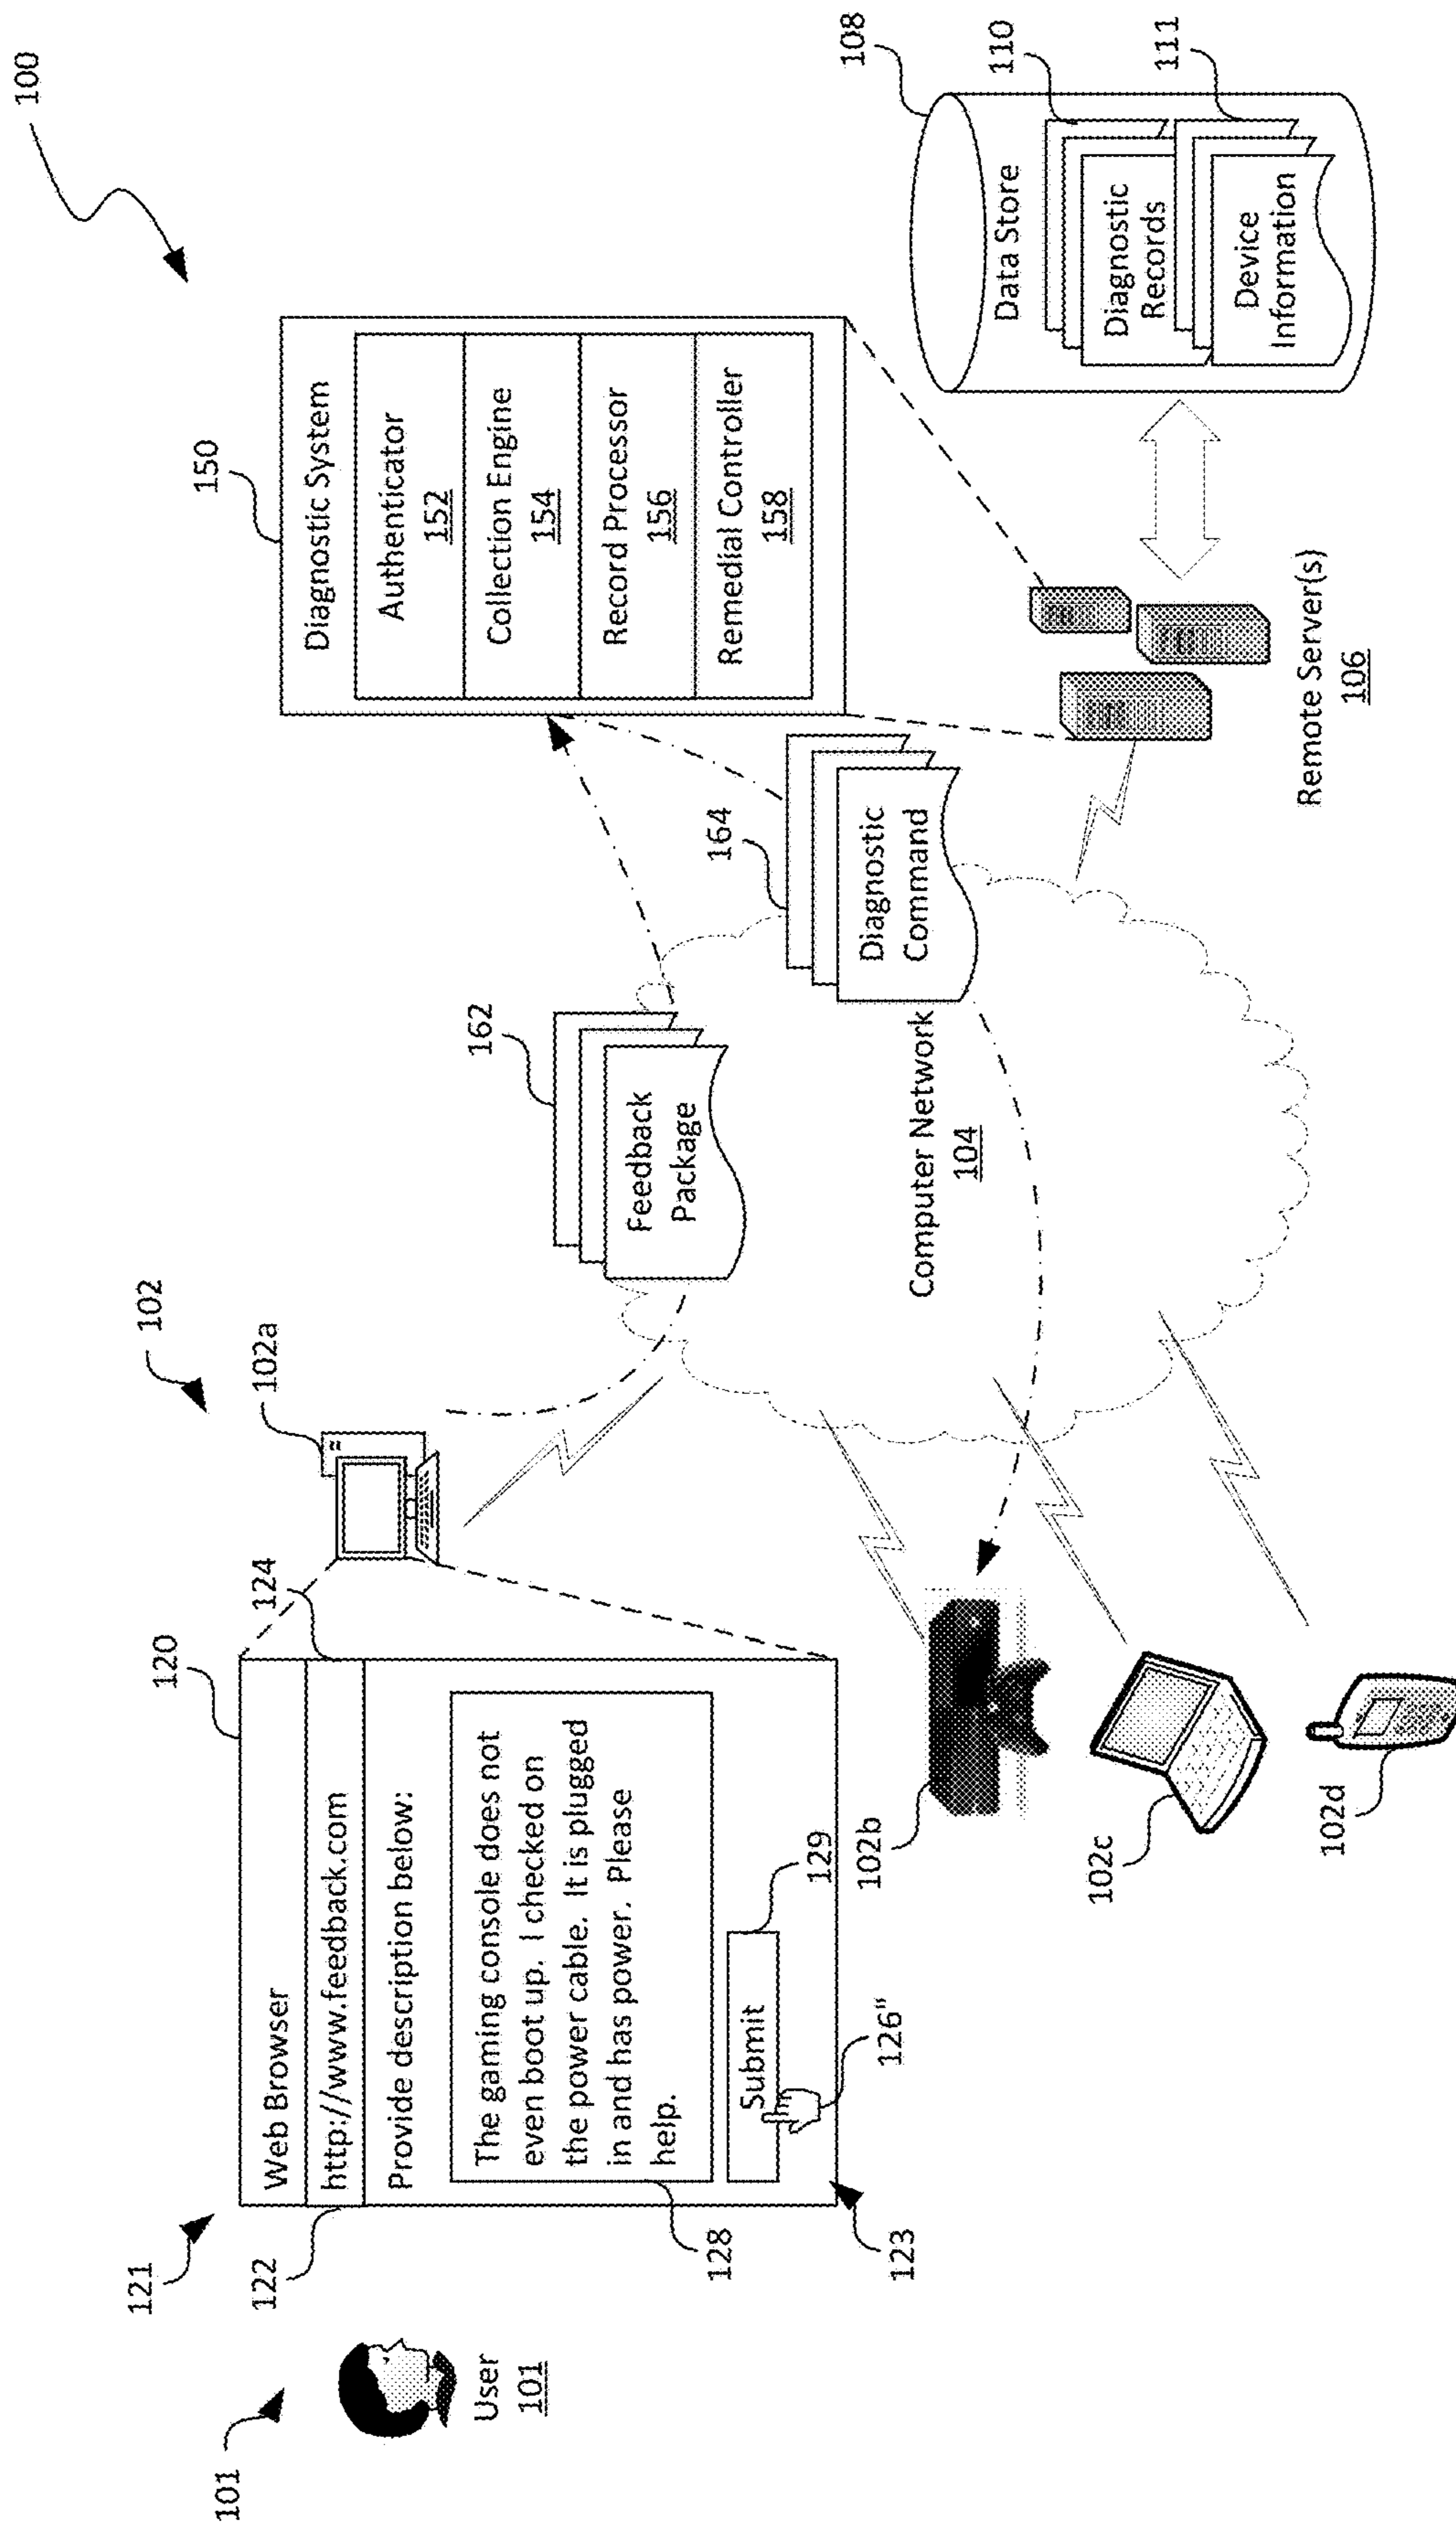 100
101
User
101
121
122
120
124
Web Browser
http://www.feedback.com
Provide description below:
The gaming console does not
even boot up. I checked on
the power cable. It is plugged
in and has power. Please
help.
Submit
128
129
126"
123
102
102a
102b
102c
102d
162
Feedback
Package
164
Diagnostic
Command
Computer Network
104
150
Diagnostic System
Authenticator
152
Collection Engine
154
Record Processor
156
Remedial Controller
158
Remote Server(s)
106
108
Data Store
110
Diagnostic
Records
111
Device
Information